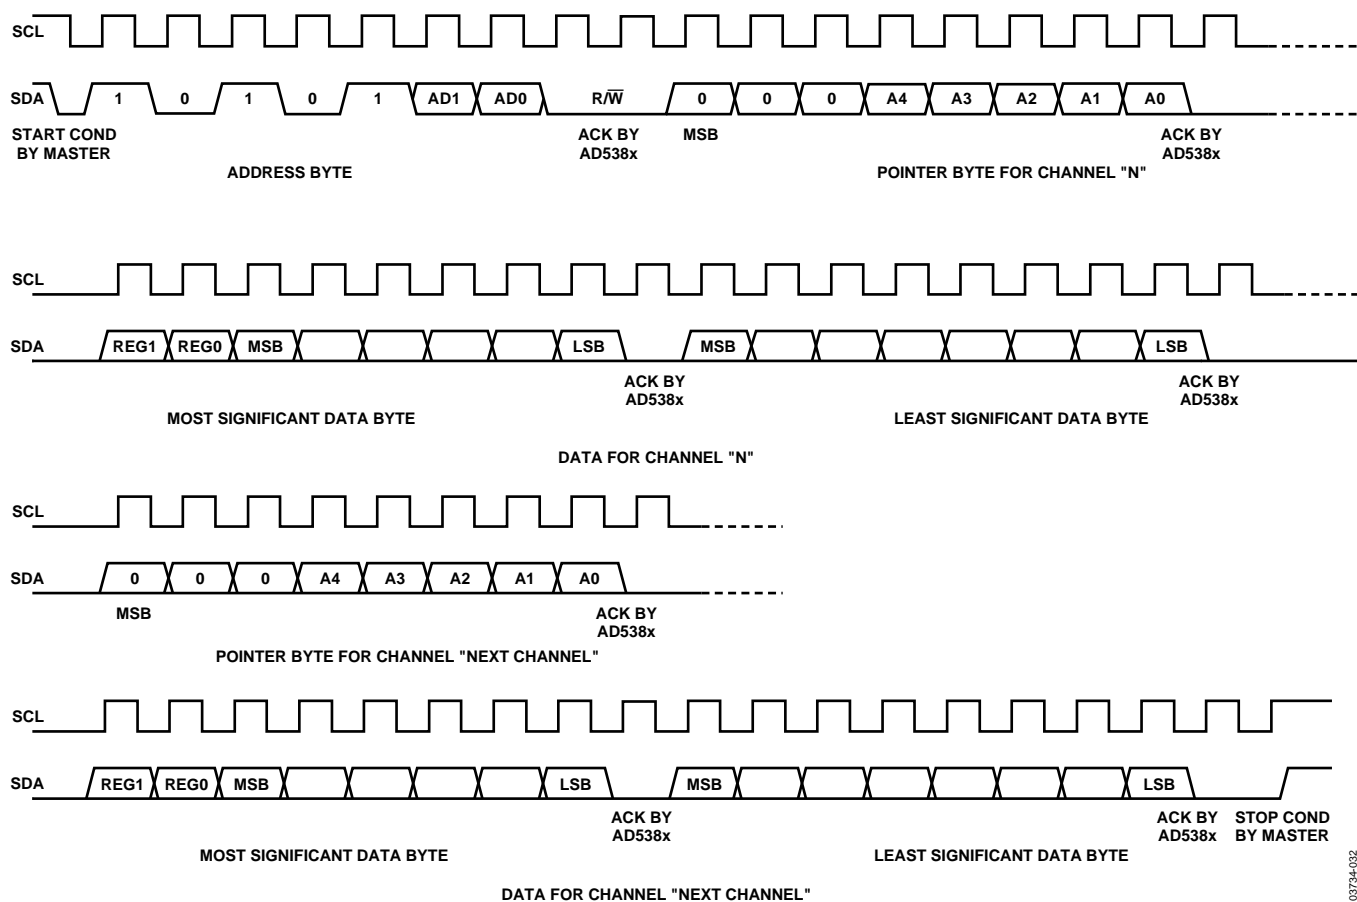 SCL
SDA 1 0 1 0 1 AD1 AD0 R/W̅ 0 0 0 A4 A3 A2 A1 A0
START COND BY MASTER ACK BY AD538x MSB ACK BY AD538x
ADDRESS BYTE POINTER BYTE FOR CHANNEL "N"
SCL
SDA REG1 REG0 MSB LSB MSB LSB
ACK BY AD538x ACK BY AD538x
MOST SIGNIFICANT DATA BYTE LEAST SIGNIFICANT DATA BYTE
DATA FOR CHANNEL "N"
SCL
SDA 0 0 0 A4 A3 A2 A1 A0
MSB ACK BY AD538x
POINTER BYTE FOR CHANNEL "NEXT CHANNEL"
SCL
SDA REG1 REG0 MSB LSB MSB LSB
ACK BY AD538x ACK BY AD538x STOP COND BY MASTER
MOST SIGNIFICANT DATA BYTE LEAST SIGNIFICANT DATA BYTE
DATA FOR CHANNEL "NEXT CHANNEL"
03734-032